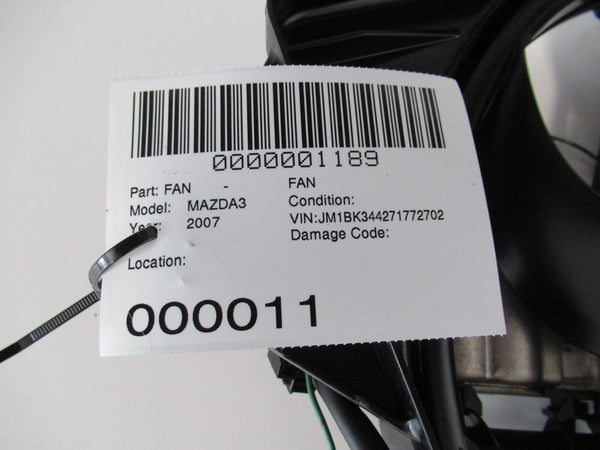 0000001189
Part: FAN - FAN
Model: MAZDA3 Condition:
Year: 2007 VIN:JM1BK344271772702
Damage Code:
Location:
000011